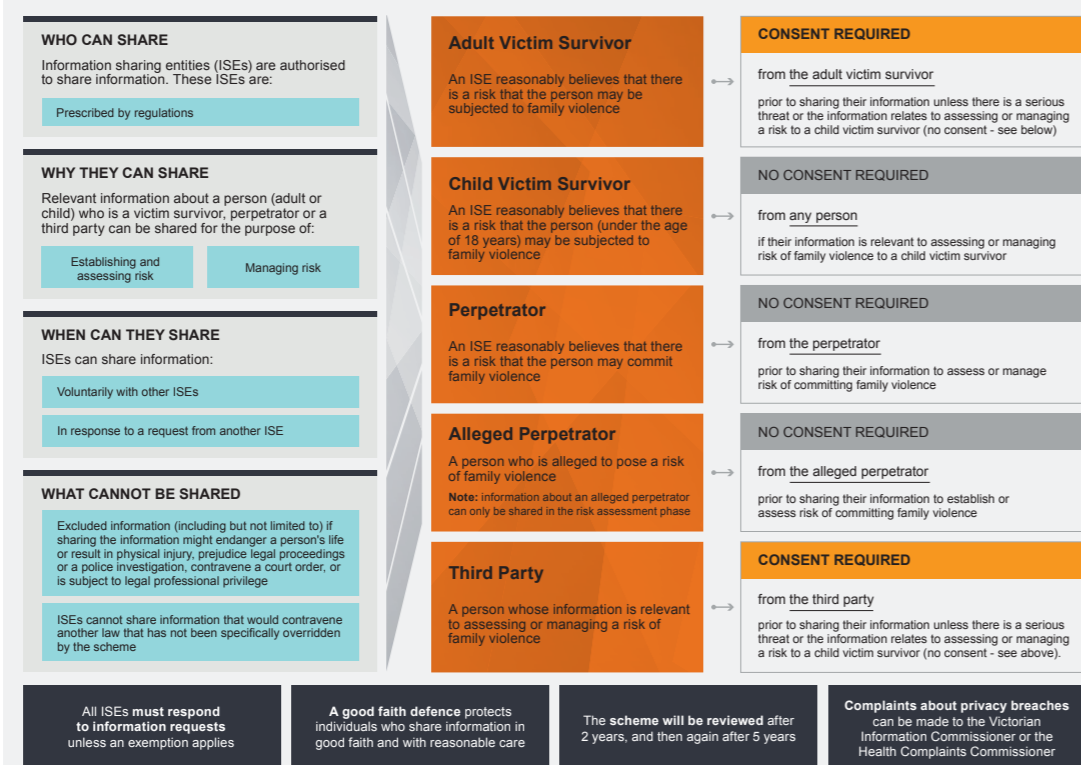 WHO CAN SHARE
Information sharing entities (ISEs) are authorised
to share information. These ISEs are:
Prescribed by regulations
WHY THEY CAN SHARE
Relevant information about a person (adult or
child) who is a victim survivor, perpetrator or a
third party can be shared for the purpose of:
Establishing and
assessing risk
Managing risk
WHEN CAN THEY SHARE
ISEs can share information:
Voluntarily with other ISEs
In response to a request from another ISE
WHAT CANNOT BE SHARED
Excluded information (including but not limited to) if
sharing the information might endanger a person's life
or result in physical injury, prejudice legal proceedings
or a police investigation, contravene a court order, or
is subject to legal professional privilege
ISEs cannot share information that would contravene
another law that has not been specifically overridden
by the scheme
Adult Victim Survivor
An ISE reasonably believes that there
is a risk that the person may be
subjected to family violence
CONSENT REQUIRED
from the adult victim survivor
prior to sharing their information unless there is a serious
threat or the information relates to assessing or managing
a risk to a child victim survivor (no consent - see below)
Child Victim Survivor
An ISE reasonably believes that there
is a risk that the person (under the age
of 18 years) may be subjected to
family violence
NO CONSENT REQUIRED
from any person
if their information is relevant to assessing or managing
risk of family violence to a child victim survivor
Perpetrator
An ISE reasonably believes that there
is a risk that the person may commit
family violence
NO CONSENT REQUIRED
from the perpetrator
prior to sharing their information to assess or manage
risk of committing family violence
Alleged Perpetrator
A person who is alleged to pose a risk
of family violence
Note: information about an alleged perpetrator
can only be shared in the risk assessment phase
NO CONSENT REQUIRED
from the alleged perpetrator
prior to sharing their information to establish or
assess risk of committing family violence
Third Party
A person whose information is relevant
to assessing or managing a risk of
family violence
CONSENT REQUIRED
from the third party
prior to sharing their information unless there is a serious
threat or the information relates to assessing or managing
a risk to a child victim survivor (no consent - see above).
All ISEs must respond
to information requests
unless an exemption applies
A good faith defence protects
individuals who share information in
good faith and with reasonable care
The scheme will be reviewed after
2 years, and then again after 5 years
Complaints about privacy breaches
can be made to the Victorian
Information Commissioner or the
Health Complaints Commissioner